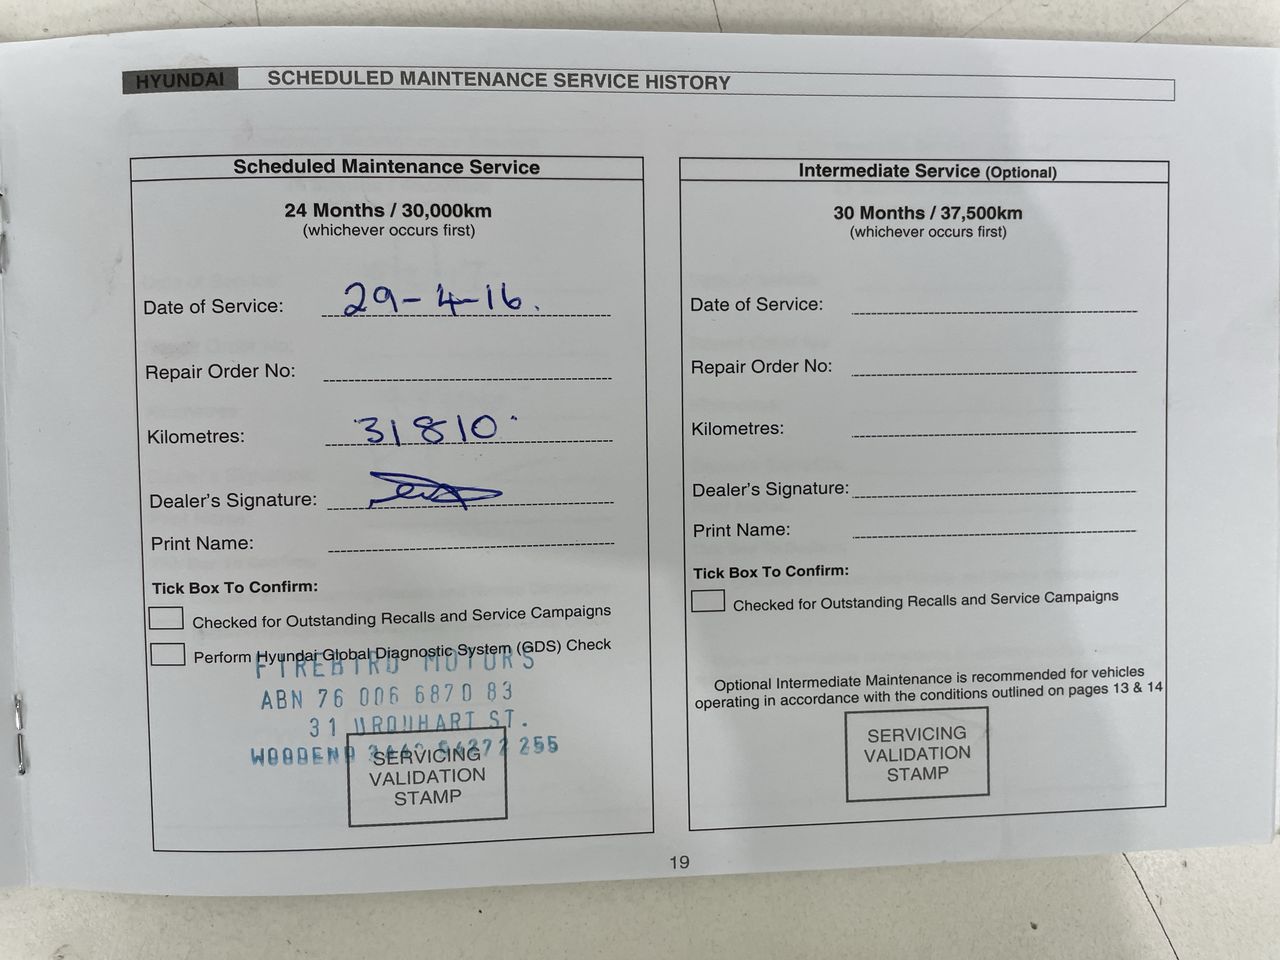 HYUNDAI SCHEDULED MAINTENANCE SERVICE HISTORY
Scheduled Maintenance Service
24 Months / 30,000km
(whichever occurs first)
Date of Service: 29-4-16.
Repair Order No:
Kilometres: 31810
Dealer's Signature:
Print Name:
Tick Box To Confirm:
Checked for Outstanding Recalls and Service Campaigns
Perform Hyundai Global Diagnostic System (GDS) Check
FIREBIRD MOTORS
ABN 76 006 6870 83
31 URQUHART ST.
WOODEND 255
SERVICING
VALIDATION
STAMP
Intermediate Service (Optional)
30 Months / 37,500km
(whichever occurs first)
Date of Service:
Repair Order No:
Kilometres:
Dealer's Signature:
Print Name:
Tick Box To Confirm:
Checked for Outstanding Recalls and Service Campaigns
Optional Intermediate Maintenance is recommended for vehicles
operating in accordance with the conditions outlined on pages 13 & 14
SERVICING
VALIDATION
STAMP
19